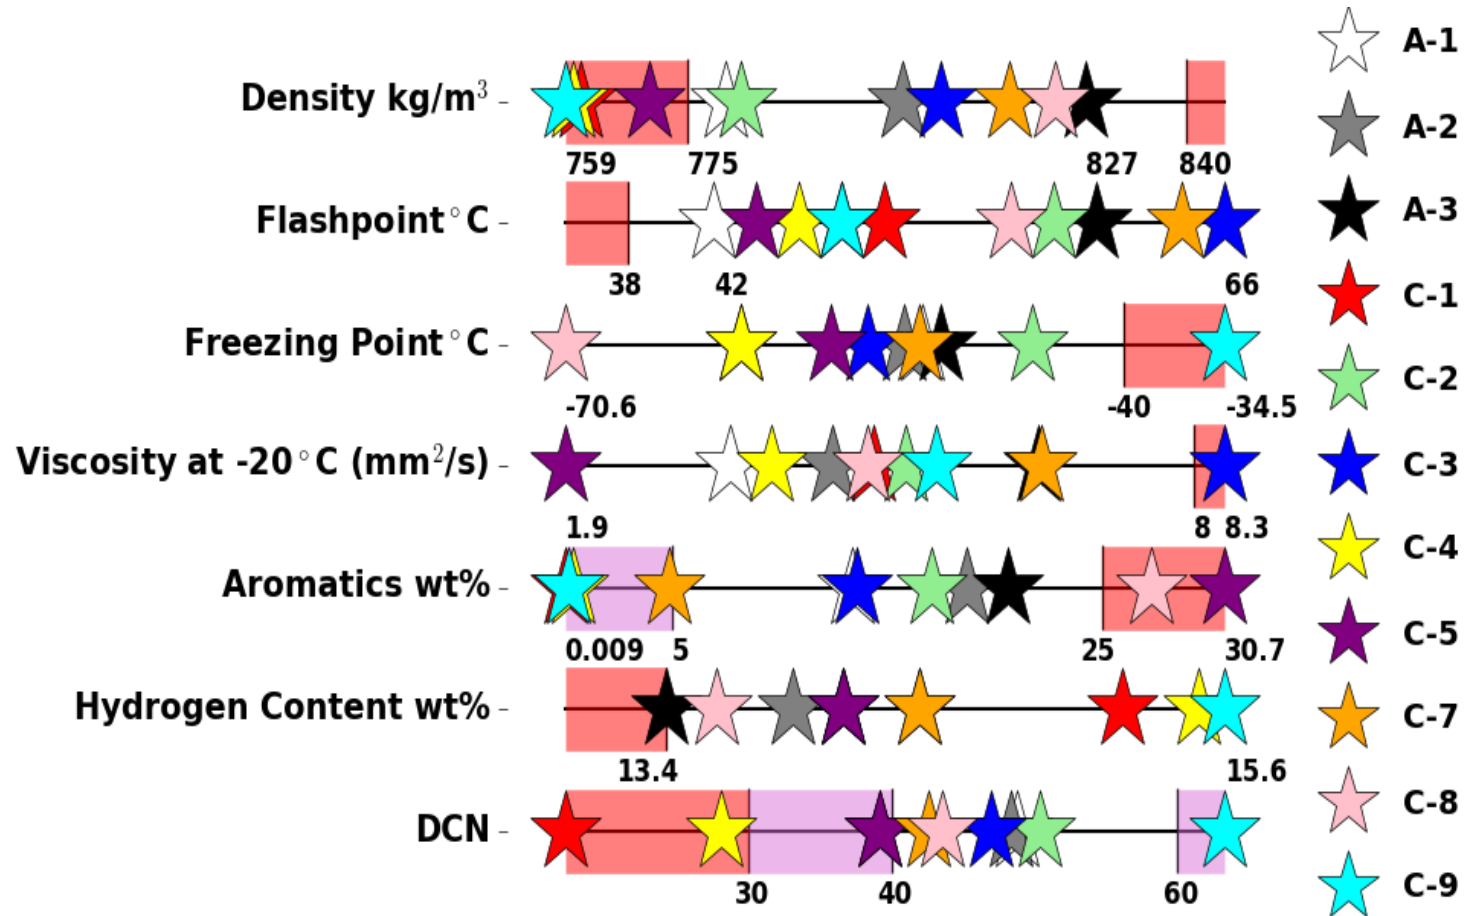 Density kg/m³
759 775 827 840
Flashpoint°C
38 42 66
Freezing Point°C
-70.6 -40 -34.5
Viscosity at -20°C (mm²/s)
1.9 8 8.3
Aromatics wt%
0.009 5 25 30.7
Hydrogen Content wt%
13.4 15.6
DCN
30 40 60
A-1
A-2
A-3
C-1
C-2
C-3
C-4
C-5
C-7
C-8
C-9